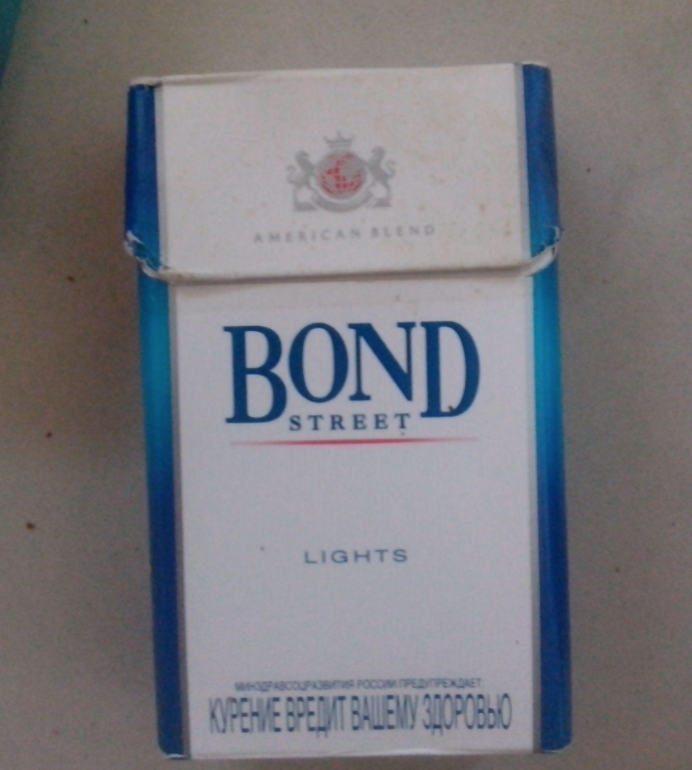 AMERICAN BLEND
BOND
STREET
LIGHTS
МИНЗДРАВСОЦРАЗВИТИЯ РОССИИ ПРЕДУПРЕЖДАЕТ:
КУРЕНИЕ ВРЕДИТ ВАШЕМУ ЗДОРОВЬЮ